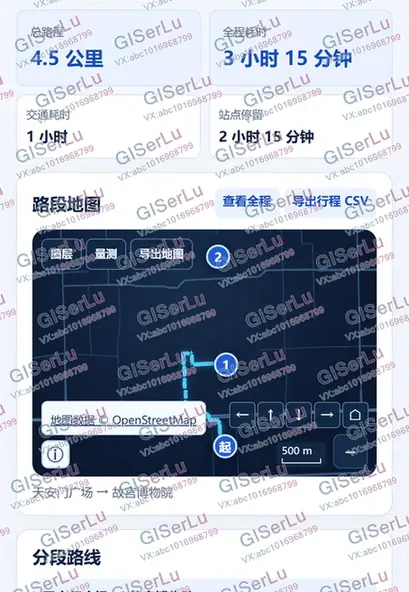 总路程
全程耗时
4.5 公里
3 小时 15 分钟
交通耗时
站点停留
1 小时
2 小时 15 分钟
路段地图
查看全程
导出行程 CSV
图层
量测
导出地图
2
1
地图数据 © OpenStreetMap
起
500 m
天安门广场 → 故宫博物院
分段路线
GISerLu
VX:abc1016968799